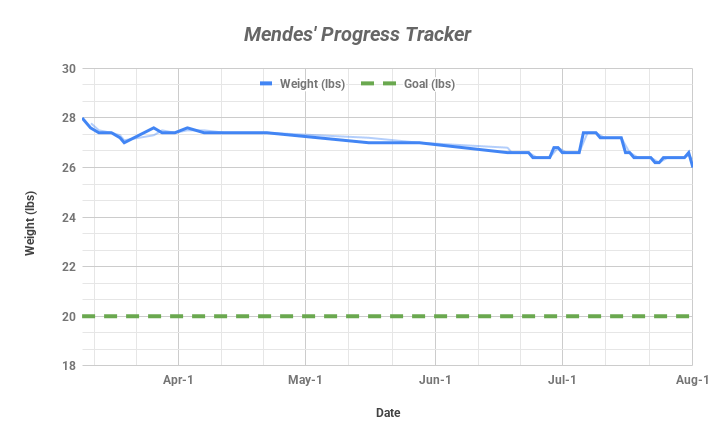 Mendes' Progress Tracker
Weight (lbs) Goal (lbs)
Weight (lbs)
30
28
26
24
22
20
18
Apr-1 May-1 Jun-1 Jul-1 Aug-1
Date